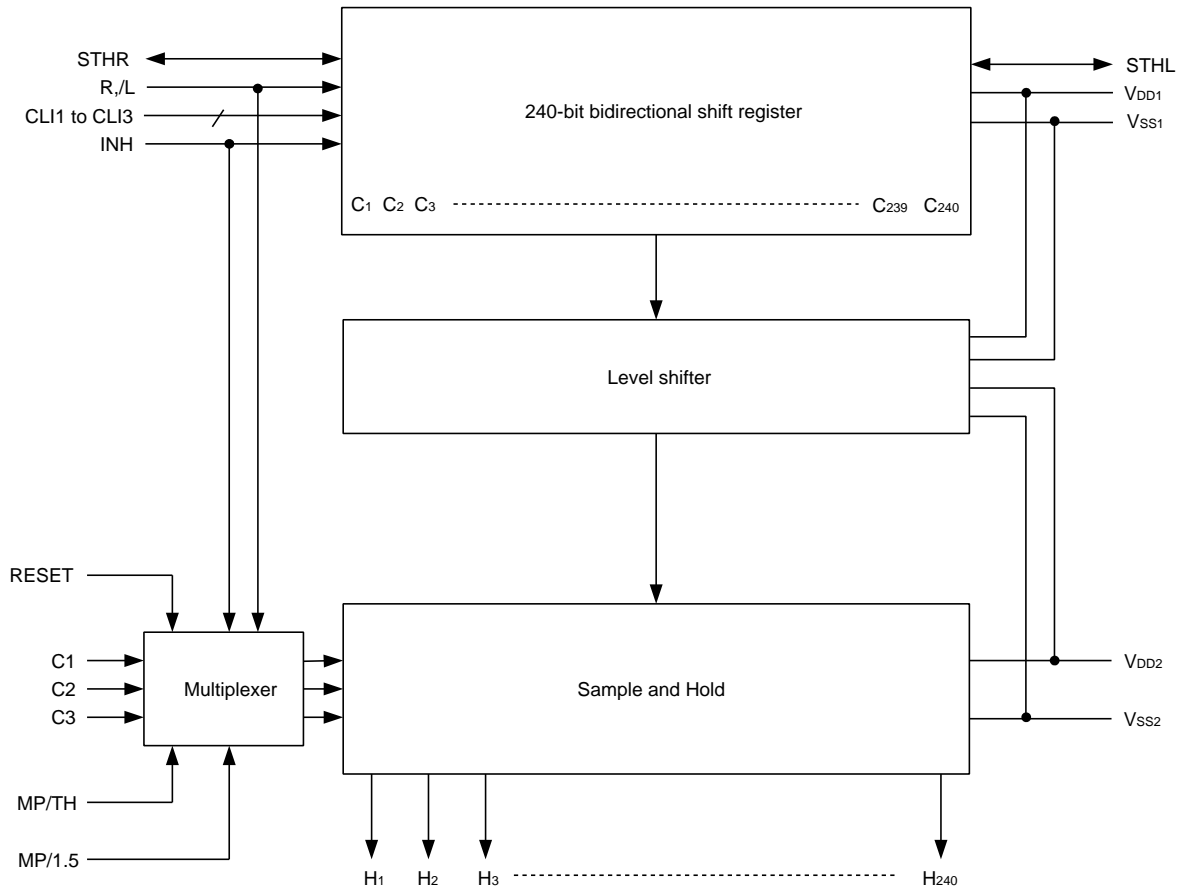 STHR
R,/L
CLI1 to CLI3
INH
240-bit bidirectional shift register
C1 C2 C3 C239 C240
STHL
VDD1
VSS1
Level shifter
RESET
C1
C2
C3
Multiplexer
Sample and Hold
VDD2
VSS2
MP/TH
MP/1.5
H1 H2 H3 H240